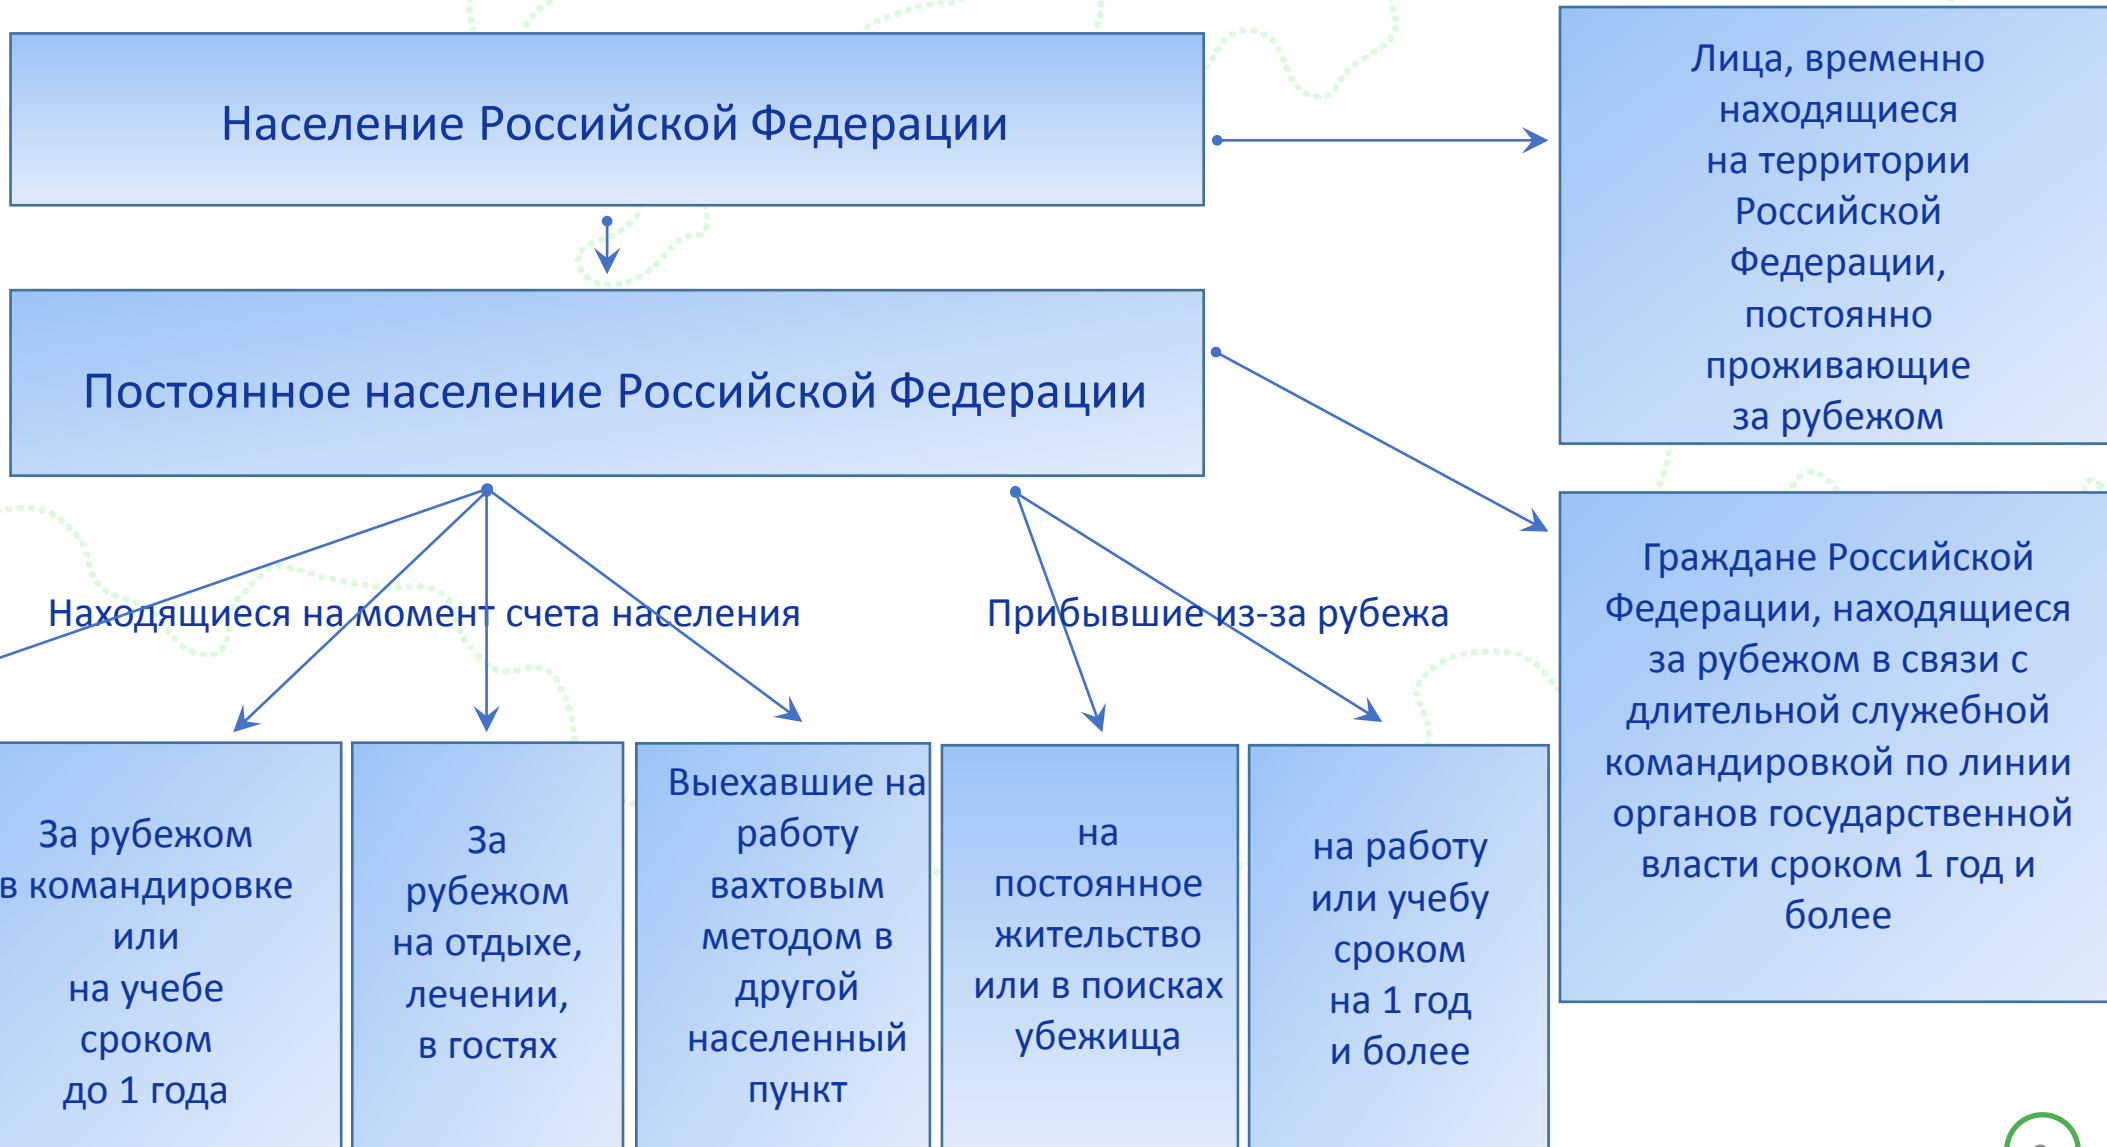 Население Российской Федерации
Лица, временно
находящиеся
на территории
Российской
Федерации,
постоянно
проживающие
за рубежом
Постоянное население Российской Федерации
Граждане Российской
Федерации, находящиеся
за рубежом в связи с
длительной служебной
командировкой по линии
органов государственной
власти сроком 1 год и
более
Находящиеся на момент счета населения
Прибывшие из-за рубежа
За рубежом
в командировке
или
на учебе
сроком
до 1 года
За
рубежом
на отдыхе,
лечении,
в гостях
Выехавшие на
работу
вахтовым
методом в
другой
населенный
пункт
на
постоянное
жительство
или в поисках
убежища
на работу
или учебу
сроком
на 1 год
и более